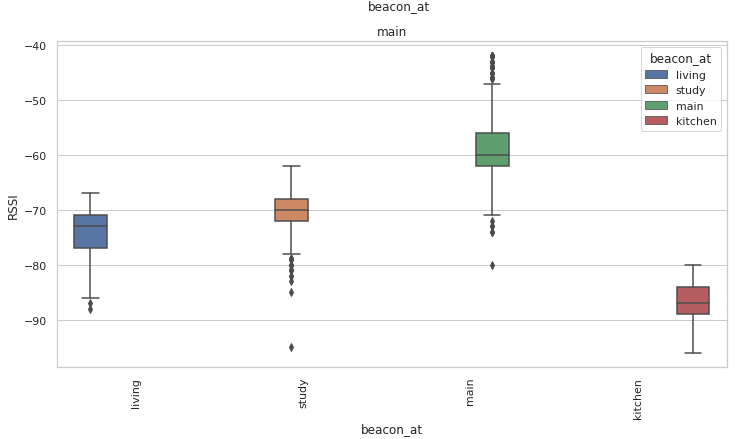 beacon_at
main
−40
−50
−60
−70
−80
−90
RSSI
beacon_at
living
study
main
kitchen
living
study
main
kitchen
beacon_at